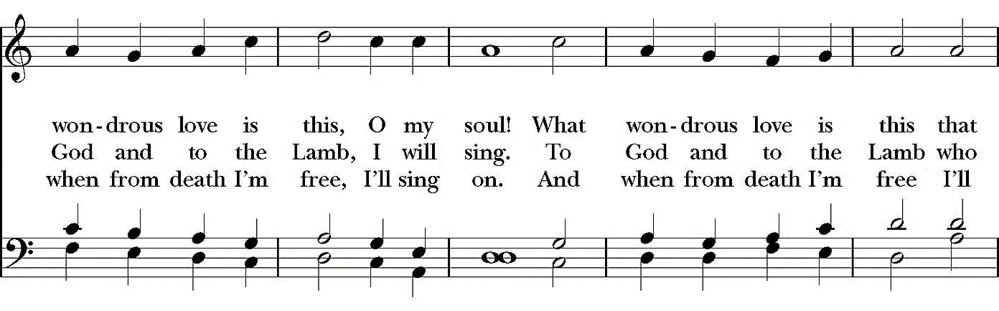 won - drous love is this, O my soul! What won - drous love is this that
God and to the Lamb, I will sing. To God and to the Lamb who
when from death I'm free, I'll sing on. And when from death I'm free I'll